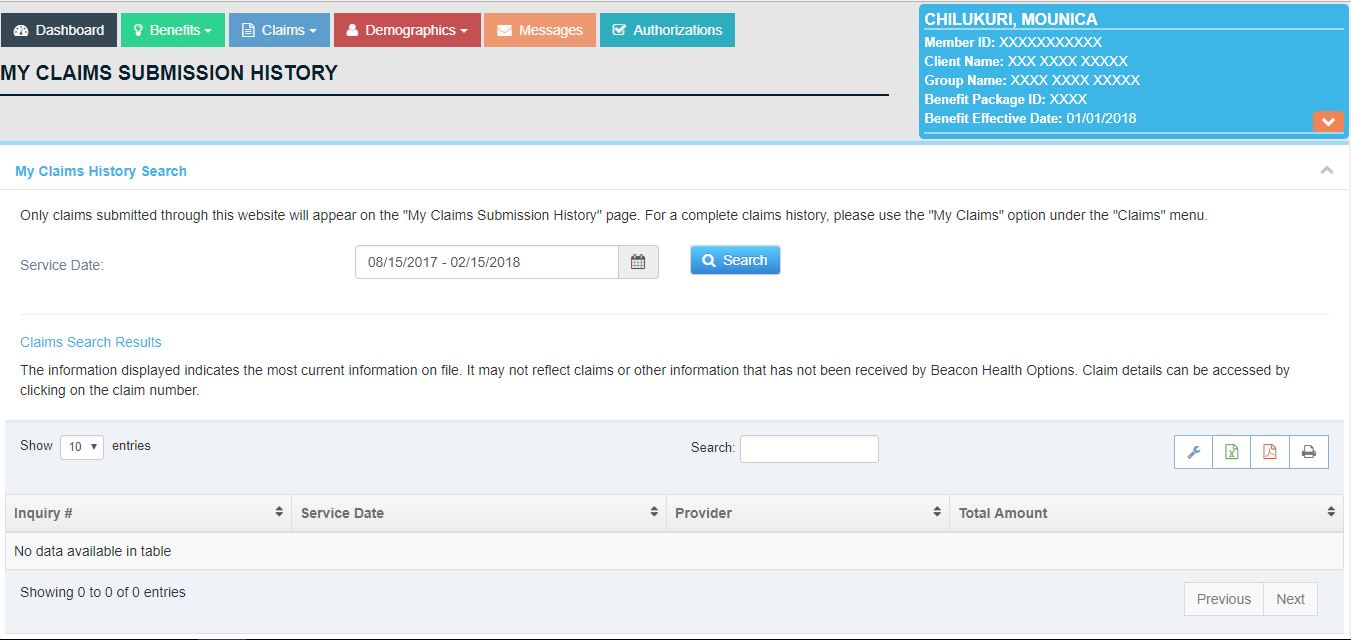 Dashboard Benefits Claims Demographics Messages Authorizations
MY CLAIMS SUBMISSION HISTORY
CHILUKURI, MOUNICA
Member ID: XXXXXXXXXXX
Client Name: XXX XXXX XXXXX
Group Name: XXXX XXXX XXXXX
Benefit Package ID: XXXX
Benefit Effective Date: 01/01/2018
My Claims History Search
Only claims submitted through this website will appear on the "My Claims Submission History" page. For a complete claims history, please use the "My Claims" option under the "Claims" menu.
Service Date: 08/15/2017 - 02/15/2018 Search
Claims Search Results
The information displayed indicates the most current information on file. It may not reflect claims or other information that has not been received by Beacon Health Options. Claim details can be accessed by
clicking on the claim number.
Show 10 entries Search:
Inquiry # Service Date Provider Total Amount
No data available in table
Showing 0 to 0 of 0 entries
Previous Next